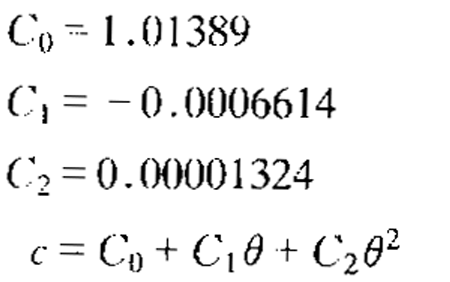 C₀ = 1.01389
C₁ = −0.0006614
C₂ = 0.00001324
c = C₀ + C₁θ + C₂θ²